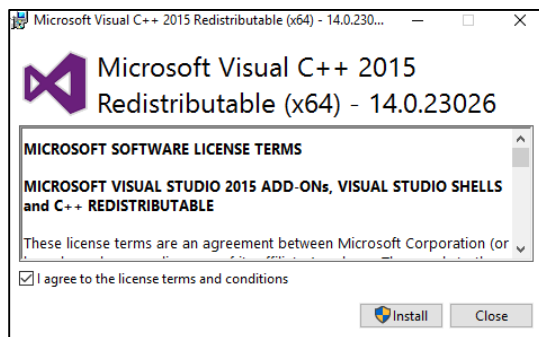 Microsoft Visual C++ 2015 Redistributable (x64) - 14.0.230...
Microsoft Visual C++ 2015
Redistributable (x64) - 14.0.23026
MICROSOFT SOFTWARE LICENSE TERMS
MICROSOFT VISUAL STUDIO 2015 ADD-ONs, VISUAL STUDIO SHELLS
and C++ REDISTRIBUTABLE
These license terms are an agreement between Microsoft Corporation (or
I agree to the license terms and conditions
Install
Close